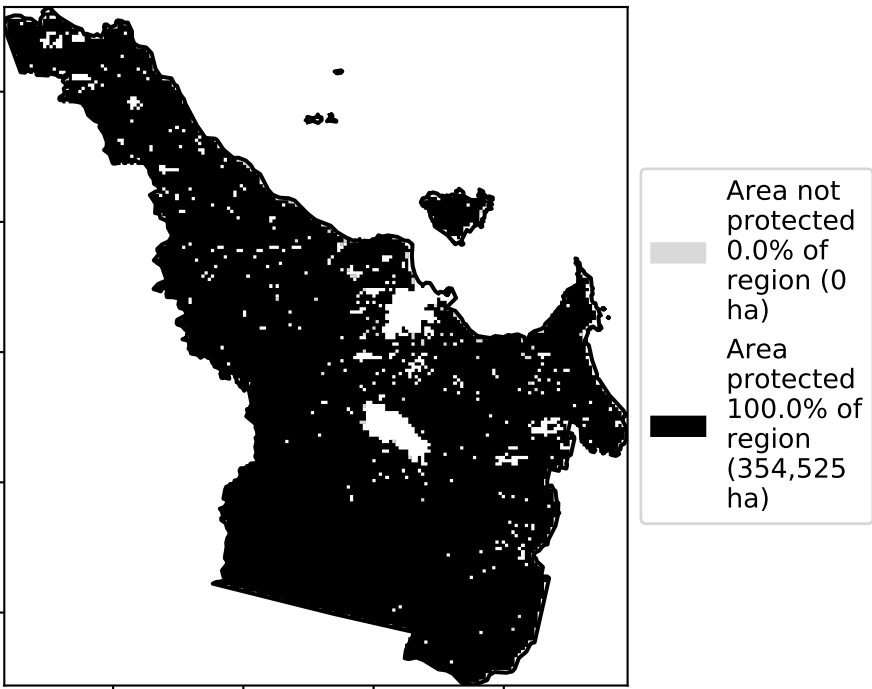 Area not
protected
0.0% of
region (0
ha)
Area
protected
100.0% of
region
(354,525
ha)